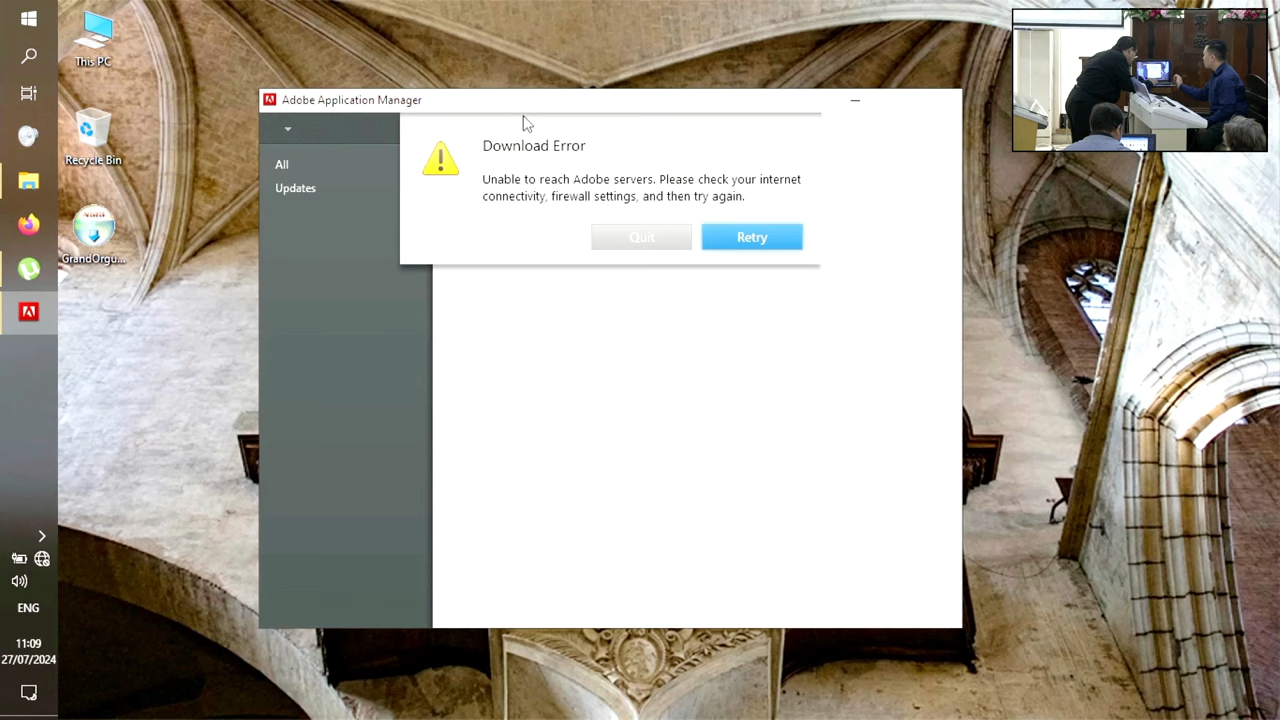 This PC
Recycle Bin
GrandOrgu...
Adobe Application Manager
All
Updates
Download Error
Unable to reach Adobe servers. Please check your internet
connectivity, firewall settings, and then try again.
Quit
Retry
ENG
11:09
27/07/2024